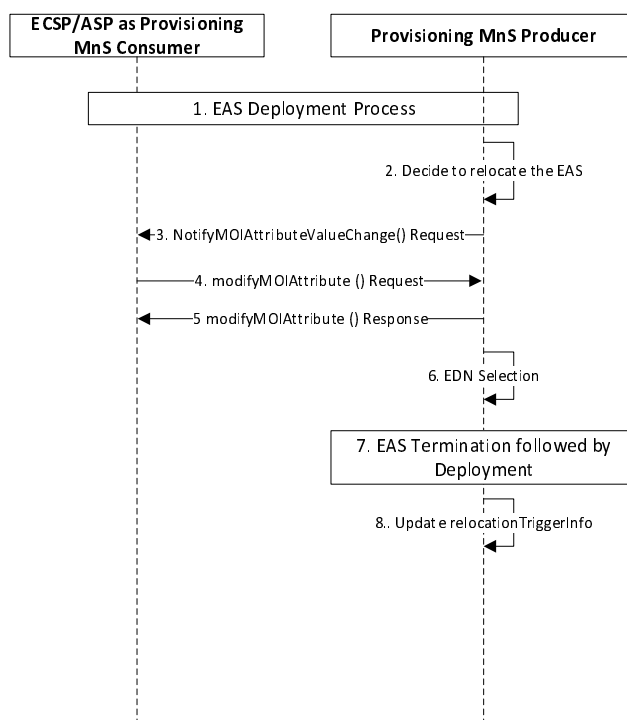 ECSP/ASP as Provisioning
MnS Consumer
Provisioning MnS Producer
1. EAS Deployment Process
2. Decide to relocate the EAS
3. NotifyMOIAttributeValueChange() Request
4. modifyMOIAttribute () Request
5 modifyMOIAttribute () Response
6. EDN Selection
7. EAS Termination followed by
Deployment
8.. Update relocationTriggerInfo